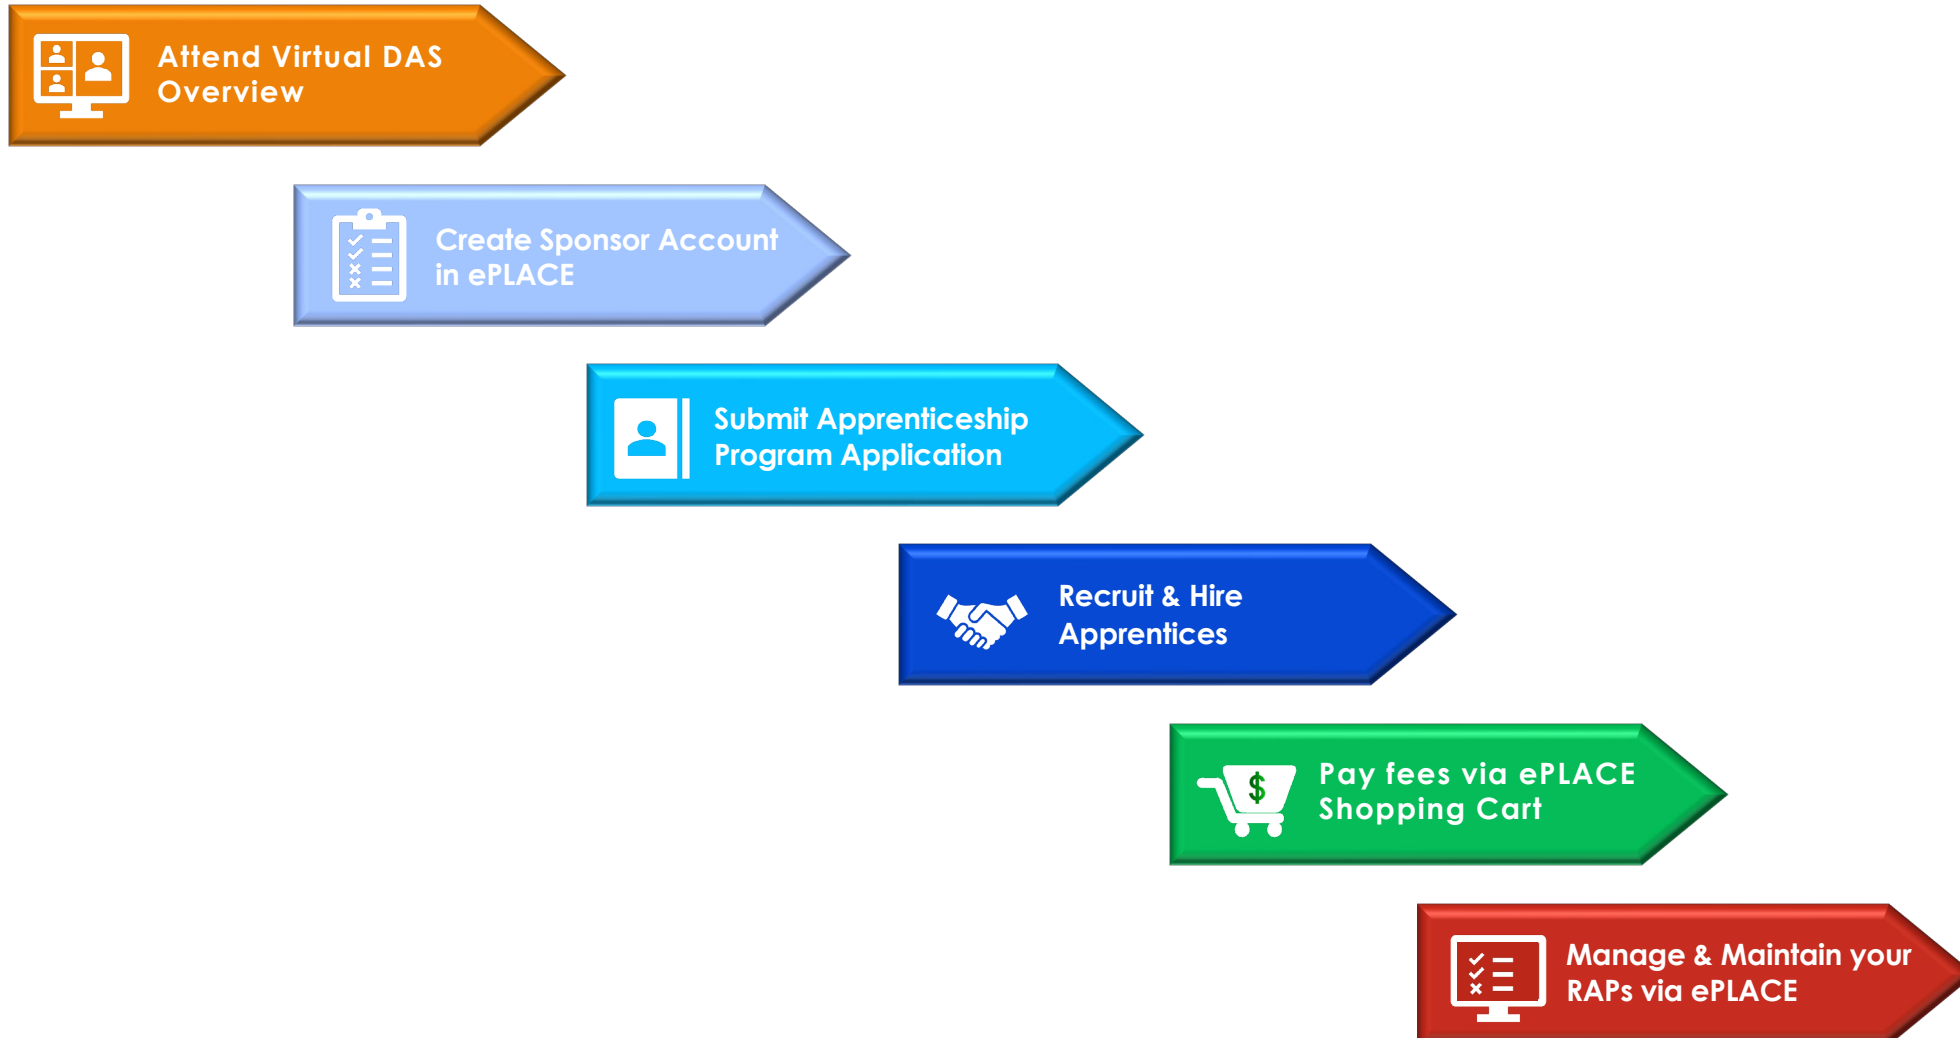 Attend Virtual DAS
Overview
Create Sponsor Account
in ePLACE
Submit Apprenticeship
Program Application
Recruit & Hire
Apprentices
$
Pay fees via ePLACE
Shopping Cart
Manage & Maintain your
RAPs via ePLACE